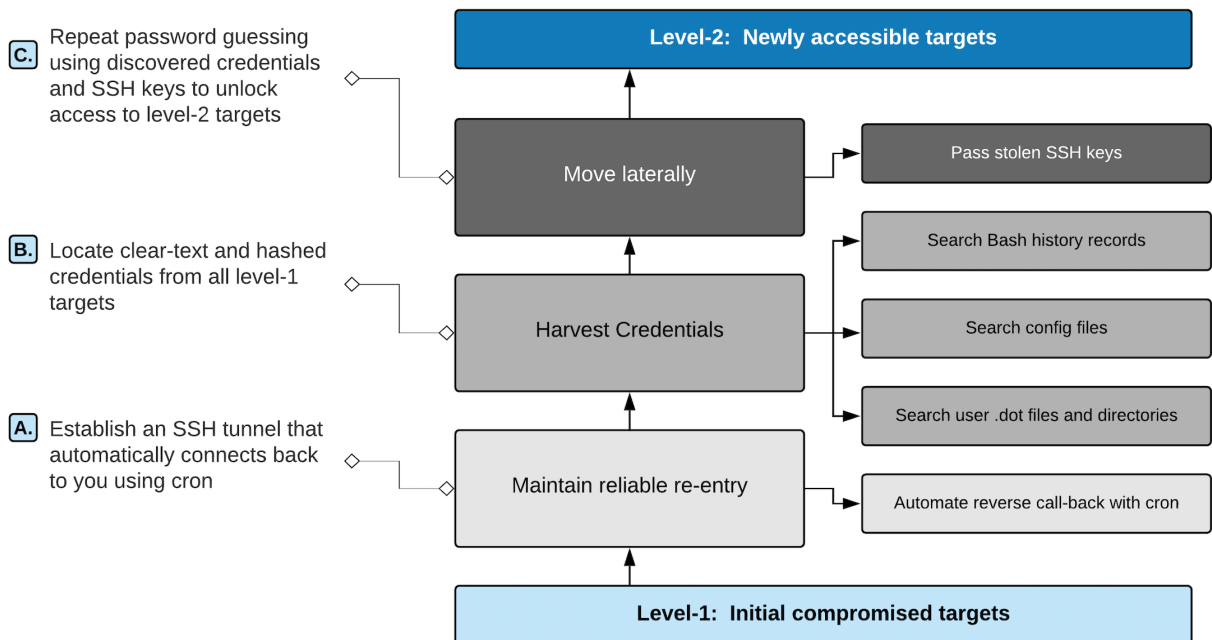 C.
Repeat password guessing
using discovered credentials
and SSH keys to unlock
access to level-2 targets
Level-2:  Newly accessible targets
Move laterally
Pass stolen SSH keys
B.
Locate clear-text and hashed
credentials from all level-1
targets
Harvest Credentials
Search Bash history records
Search config files
Search user .dot files and directories
A.
Establish an SSH tunnel that
automatically connects back
to you using cron
Maintain reliable re-entry
Automate reverse call-back with cron
Level-1:  Initial compromised targets